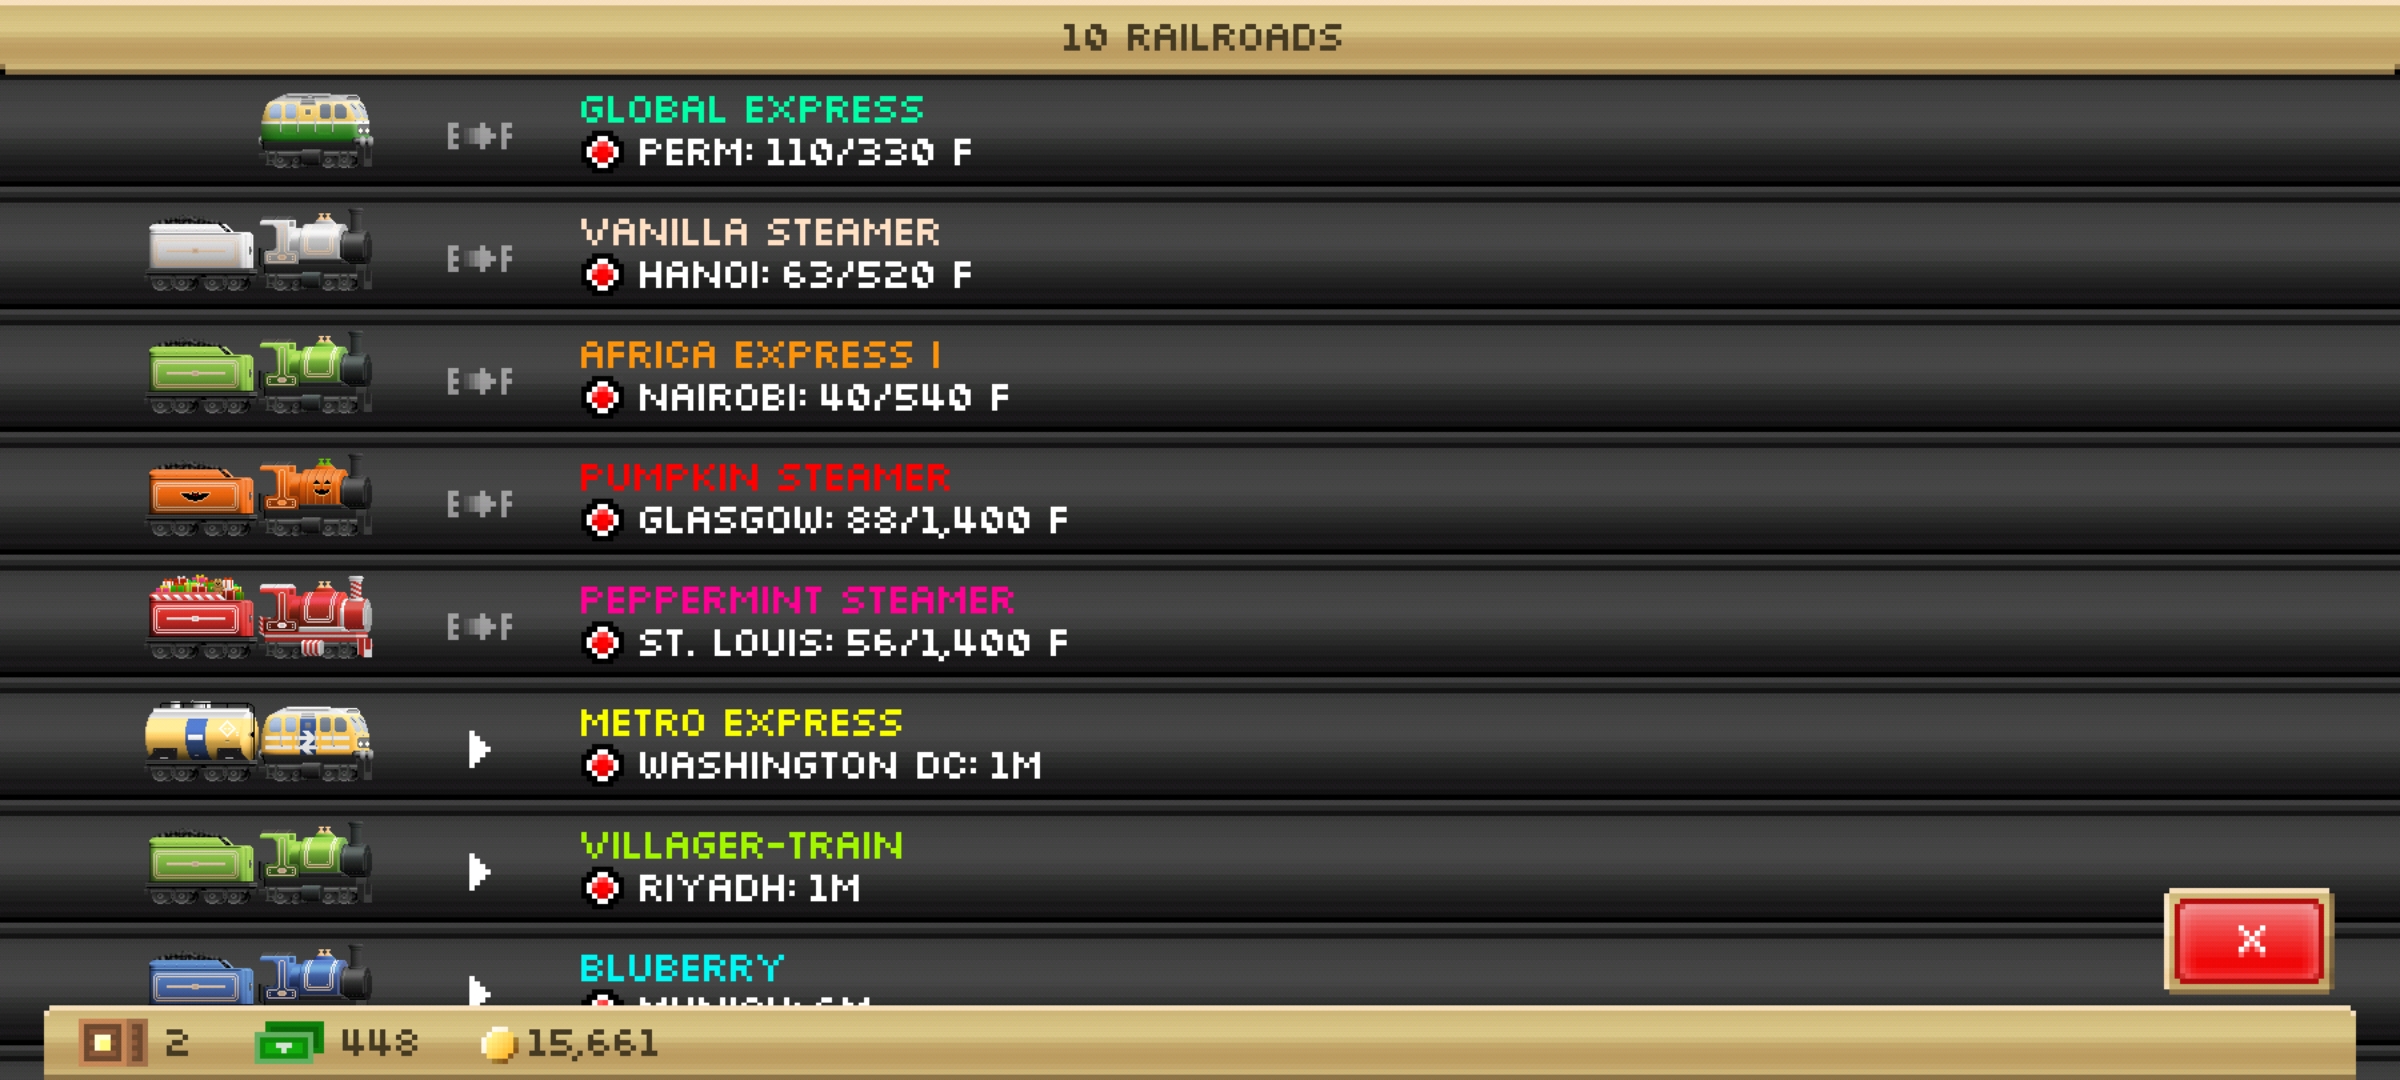 10 RAILROADS
GLOBAL EXPRESS
E F PERM: 110/330 F
VANILLA STEAMER
E F HANOI: 63/520 F
AFRICA EXPRESS I
E F NAIROBI: 40/540 F
PUMPKIN STEAMER
E F GLASGOW: 88/1,400 F
PEPPERMINT STEAMER
E F ST. LOUIS: 56/1,400 F
METRO EXPRESS
WASHINGTON DC: 1M
VILLAGER-TRAIN
RIYADH: 1M
BLUBERRY
X
2 448 15,661